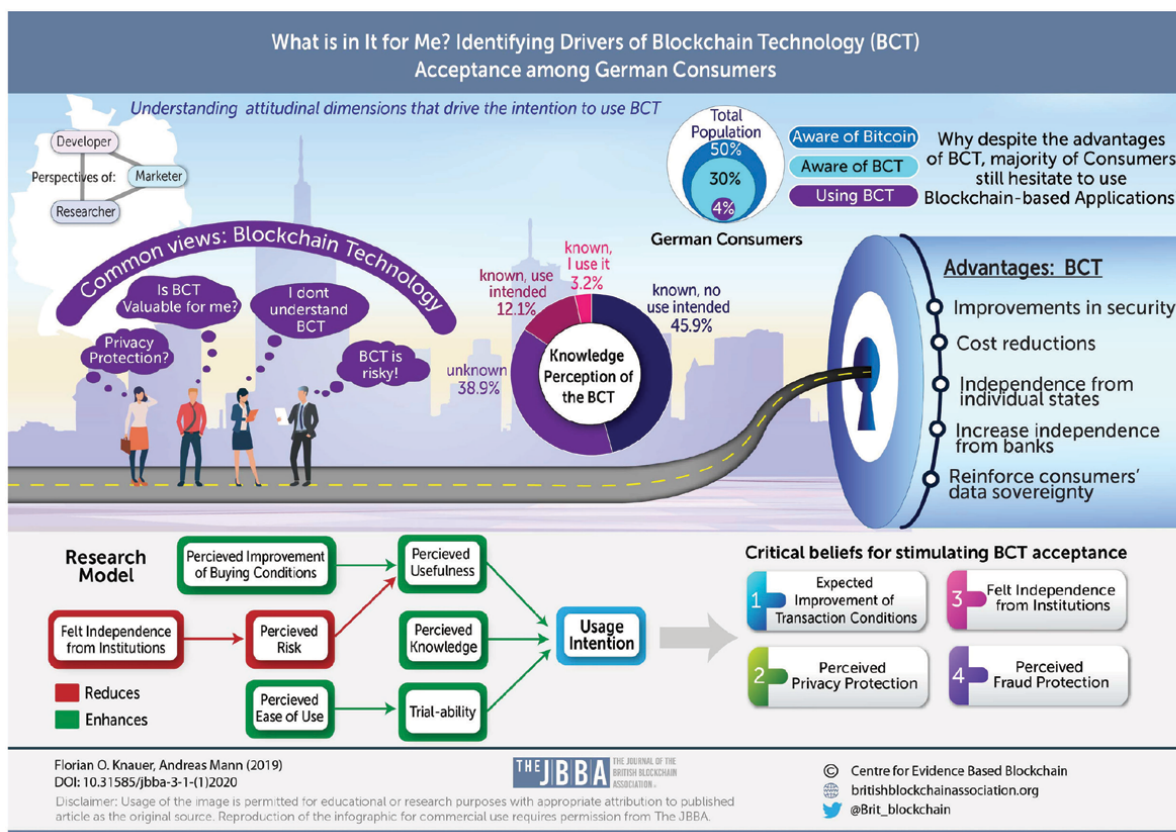 What is in It for Me? Identifying Drivers of Blockchain Technology (BCT)
Acceptance among German Consumers
Understanding attitudinal dimensions that drive the intention to use BCT
Developer
Perspectives of:
Marketer
Researcher
Common views: Blockchain Technology
Privacy
Protection?
Is BCT
Valuable for me?
I dont
understand
BCT
BCT is
risky!
Total
Population
50%
30%
4%
German Consumers
Aware of Bitcoin
Aware of BCT
Using BCT
Why despite the advantages
of BCT, majority of Consumers
still hesitate to use
Blockchain-based Applications
known,
I use it
3.2%
known, use
intended
12.1%
known, no
use intended
45.9%
unknown
38.9%
Knowledge
Perception of
the BCT
Advantages: BCT
Improvements in security
Cost reductions
Independence from
individual states
Increase independence
from banks
Reinforce consumers'
data sovereignty
Research
Model
Percieved Improvement
of Buying Conditions
Percieved
Usefulness
Felt Independence
from Institutions
Percieved
Risk
Percieved
Knowledge
Usage
Intention
Percieved
Ease of Use
Trial-ability
Reduces
Enhances
Critical beliefs for stimulating BCT acceptance
1
Expected
Improvement of
Transaction Conditions
2
Perceived
Privacy Protection
3
Felt Independence
from Institutions
4
Perceived
Fraud Protection
Florian O. Knauer, Andreas Mann (2019)
DOI: 10.31585/jbba-3-1-(1)2020
Disclaimer: Usage of the image is permitted for educational or research purposes with appropriate attribution to published
article as the original source. Reproduction of the infographic for commercial use requires permission from The JBBA.
THE JBBA
THE JOURNAL OF THE
BRITISH BLOCKCHAIN
ASSOCIATION
© Centre for Evidence Based Blockchain
britishblockchainassociation.org
@Brit_blockchain